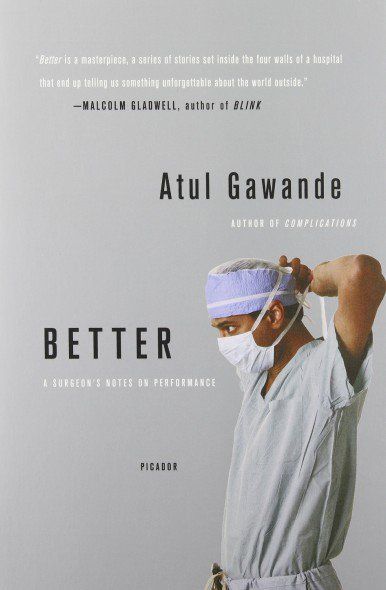 “Better is a masterpiece, a series of stories set inside the four walls of a hospital
that end up telling us something unforgettable about the world outside.”
—MALCOLM GLADWELL, author of BLINK
Atul Gawande
AUTHOR OF COMPLICATIONS
BETTER
A SURGEON'S NOTES ON PERFORMANCE
PICADOR